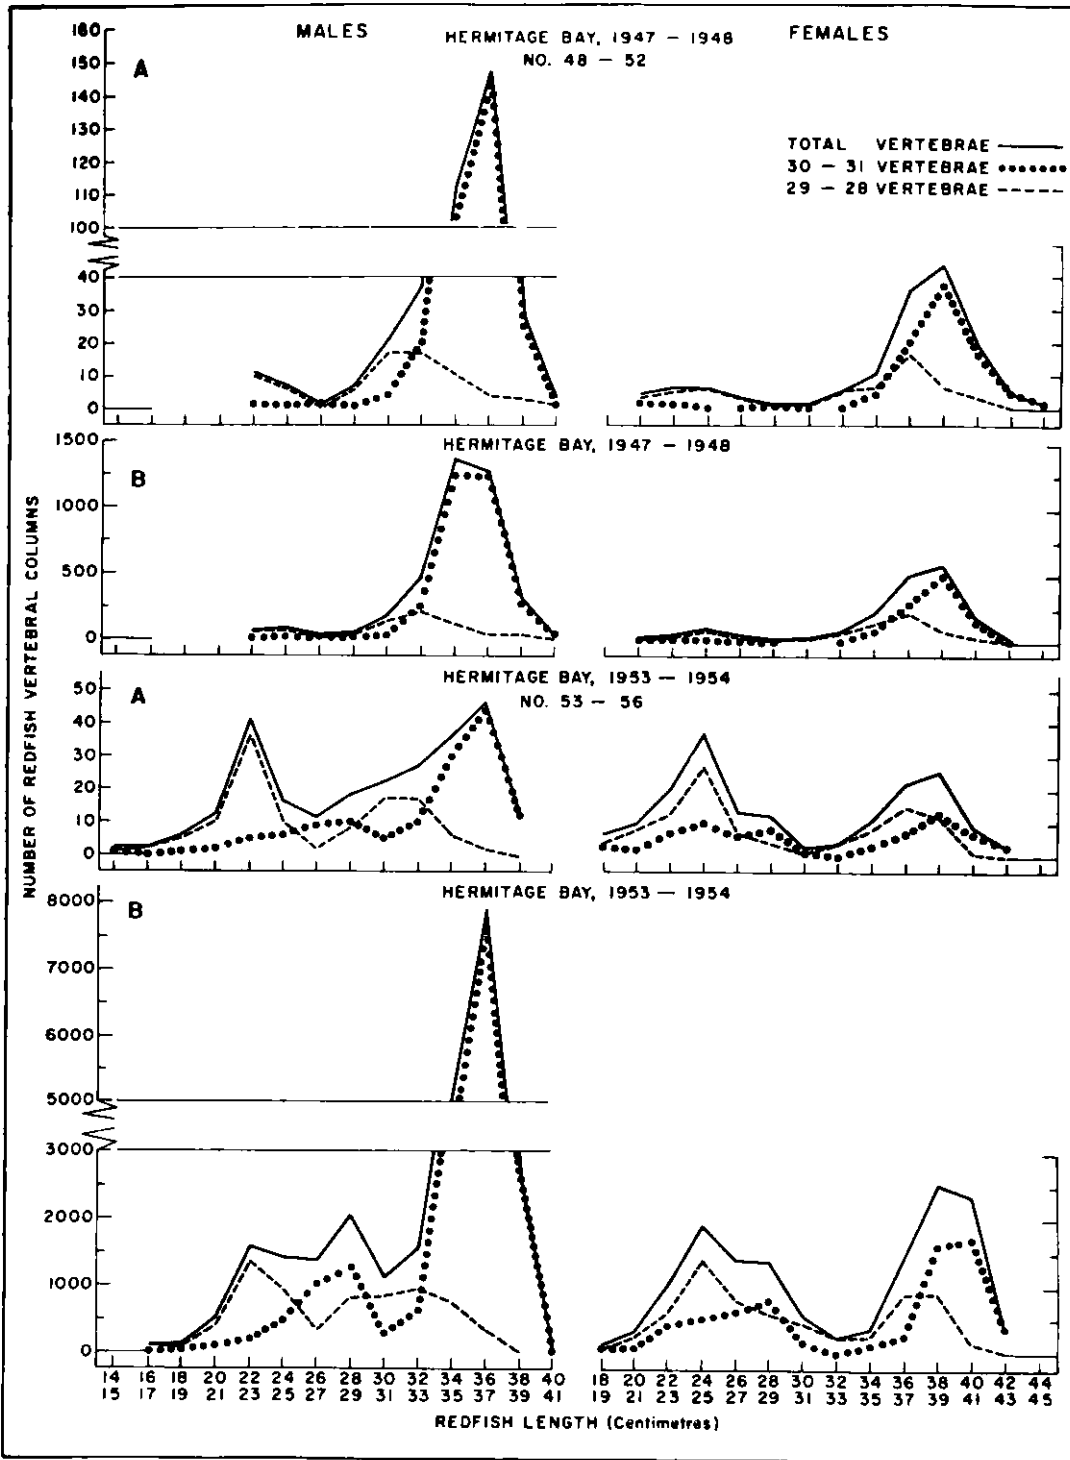 MALES
HERMITAGE BAY, 1947 – 1948
NO. 48 – 52
FEMALES
A
TOTAL VERTEBRAE
30 – 31 VERTEBRAE
29 – 28 VERTEBRAE
160
150
140
130
120
110
100
40
30
20
10
0
HERMITAGE BAY, 1947 – 1948
B
1500
1000
500
0
HERMITAGE BAY, 1953 – 1954
NO. 53 – 56
A
50
40
30
20
10
0
HERMITAGE BAY, 1953 – 1954
B
8000
7000
6000
5000
3000
2000
1000
0
NUMBER OF REDFISH VERTEBRAL COLUMNS
14 16 18 20 22 24 26 28 30 32 34 36 38 40 18 20 22 24 26 28 30 32 34 36 38 40 42 44
15 17 19 21 23 25 27 29 31 33 35 37 39 41 19 21 23 25 27 29 31 33 35 37 39 41 43 45
REDFISH LENGTH (Centimetres)